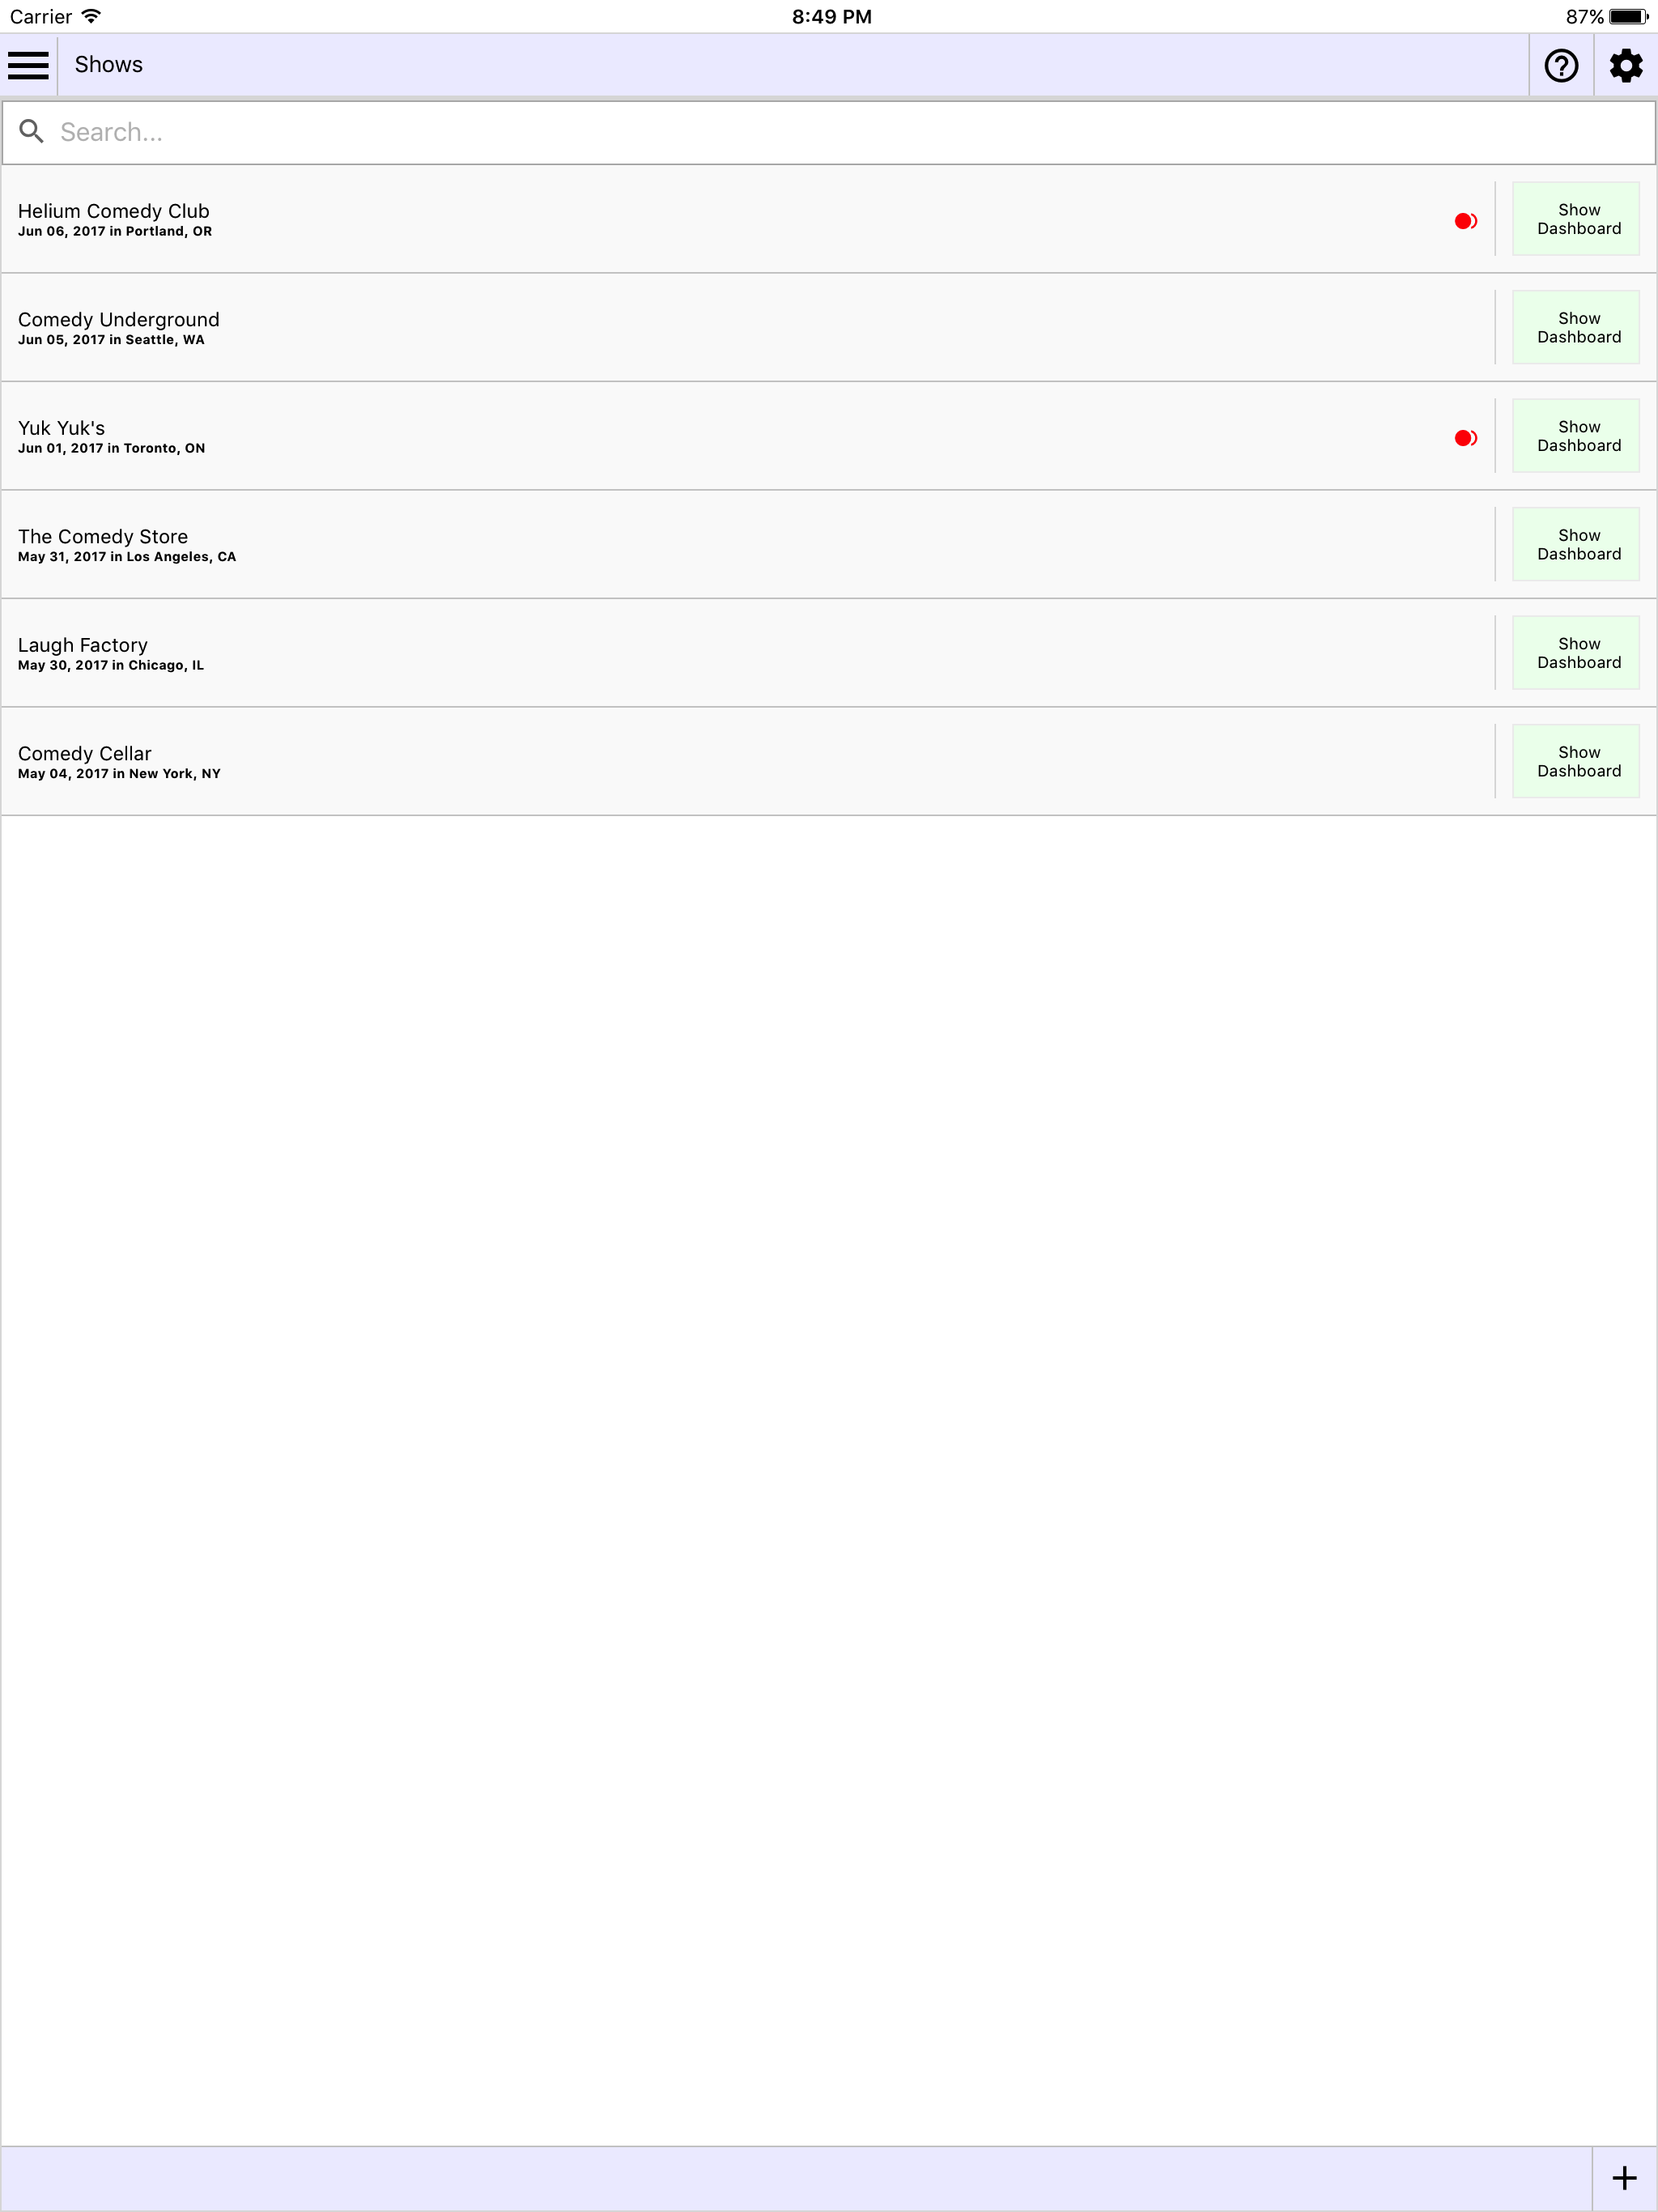 Carrier 8:49 PM 87%
Shows
Search...
Helium Comedy Club
Jun 06, 2017 in Portland, OR
Show
Dashboard
Comedy Underground
Jun 05, 2017 in Seattle, WA
Show
Dashboard
Yuk Yuk's
Jun 01, 2017 in Toronto, ON
Show
Dashboard
The Comedy Store
May 31, 2017 in Los Angeles, CA
Show
Dashboard
Laugh Factory
May 30, 2017 in Chicago, IL
Show
Dashboard
Comedy Cellar
May 04, 2017 in New York, NY
Show
Dashboard